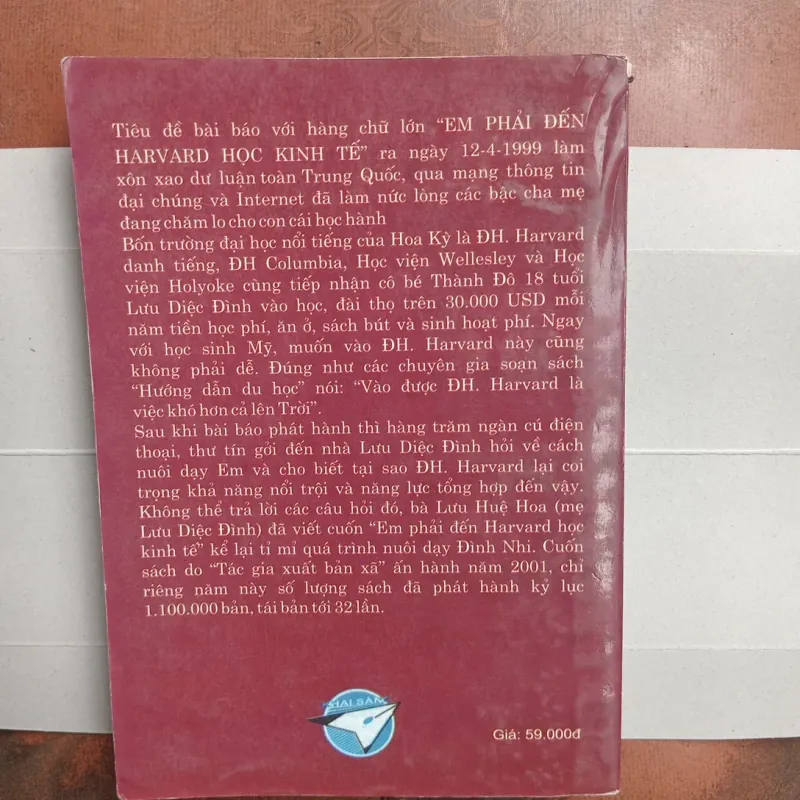 Tiêu đề bài báo với hàng chữ lớn “EM PHẢI ĐẾN
HARVARD HỌC KINH TẾ” ra ngày 12-4-1999 làm
xôn xao dư luận toàn Trung Quốc, qua mạng thông tin
đại chúng và Internet đã làm nức lòng các bậc cha mẹ
đang chăm lo cho con cái học hành
Bốn trường đại học nổi tiếng của Hoa Kỳ là ĐH. Harvard
danh tiếng, ĐH Columbia, Học viện Wellesley và Học
viện Holyoke cùng tiếp nhận cô bé Thành Đô 18 tuổi
Lưu Diệc Đình vào học, đài thọ trên 30.000 USD mỗi
năm tiền học phí, ăn ở, sách bút và sinh hoạt phí. Ngay
với học sinh Mỹ, muốn vào ĐH. Harvard này cũng
không phải dễ. Đúng như các chuyên gia soạn sách
“Hướng dẫn du học” nói: “Vào được ĐH. Harvard là
việc khó hơn cả lên Trời”.
Sau khi bài báo phát hành thì hàng trăm ngàn cú điện
thoại, thư tín gởi đến nhà Lưu Diệc Đình hỏi về cách
nuôi dạy Em và cho biết tại sao ĐH. Harvard lại coi
trọng khả năng nổi trội và năng lực tổng hợp đến vậy.
Không thể trả lời các câu hỏi đó, bà Lưu Huệ Hoa (mẹ
Lưu Diệc Đình) đã viết cuốn “Em phải đến Harvard học
kinh tế” kể lại tỉ mỉ quá trình nuôi dạy Đình Nhi. Cuốn
sách do “Tác gia xuất bản xã” ấn hành năm 2001, chỉ
riêng năm này số lượng sách đã phát hành kỷ lục
1.100.000 bản, tái bản tới 32 lần.
Giá: 59.000đ